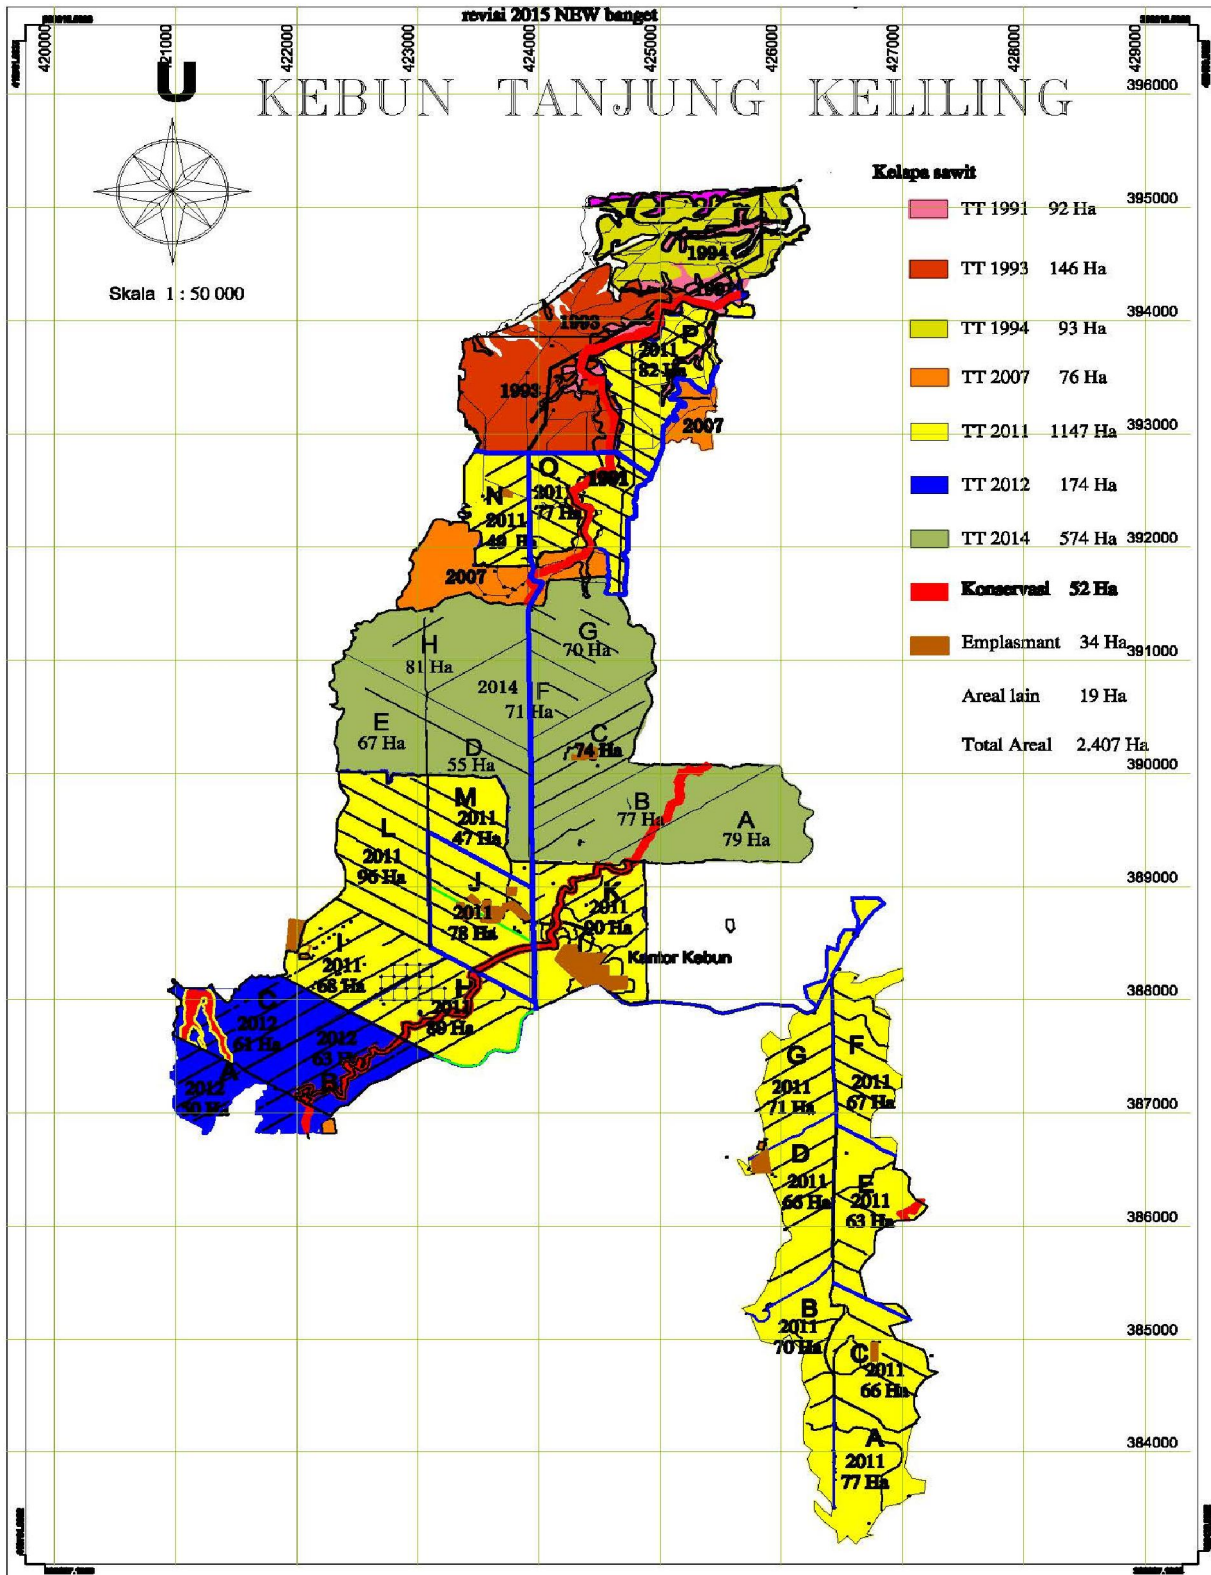 revisi 2015 NEW banget
420000 421000 422000 423000 424000 425000 426000 427000 428000 429000
U
KEBUN TANJUNG KELILING
396000
Skala 1 : 50 000
Kelapa sawit
395000
TT 1991 92 Ha
TT 1993 146 Ha
394000
TT 1994 93 Ha
TT 2007 76 Ha
TT 2011 1147 Ha
393000
TT 2012 174 Ha
TT 2014 574 Ha
392000
Konservasi 52 Ha
Emplasmant 34 Ha
391000
Areal lain 19 Ha
Total Areal 2.407 Ha
390000
389000
388000
387000
386000
385000
384000
1994
1993
P
2011
82 Ha
1993
2007
O
2011
77 Ha
1991
N
2011
49 Ha
S
2007
G
70 Ha
H
81 Ha
2014
F
71 Ha
E
67 Ha
D
55 Ha
C
74 Ha
B
77 Ha
A
79 Ha
M
2011
47 Ha
L
2011
96 Ha
J
2011
78 Ha
K
2011
90 Ha
Kantor Kebun
I
2011
68 Ha
H
2011
C
2012
61 Ha
2012
B
A
2012
G
2011
71 Ha
F
2011
67 Ha
D
2011
66 Ha
E
2011
63 Ha
B
2011
70 Ha
C
2011
66 Ha
A
2011
77 Ha